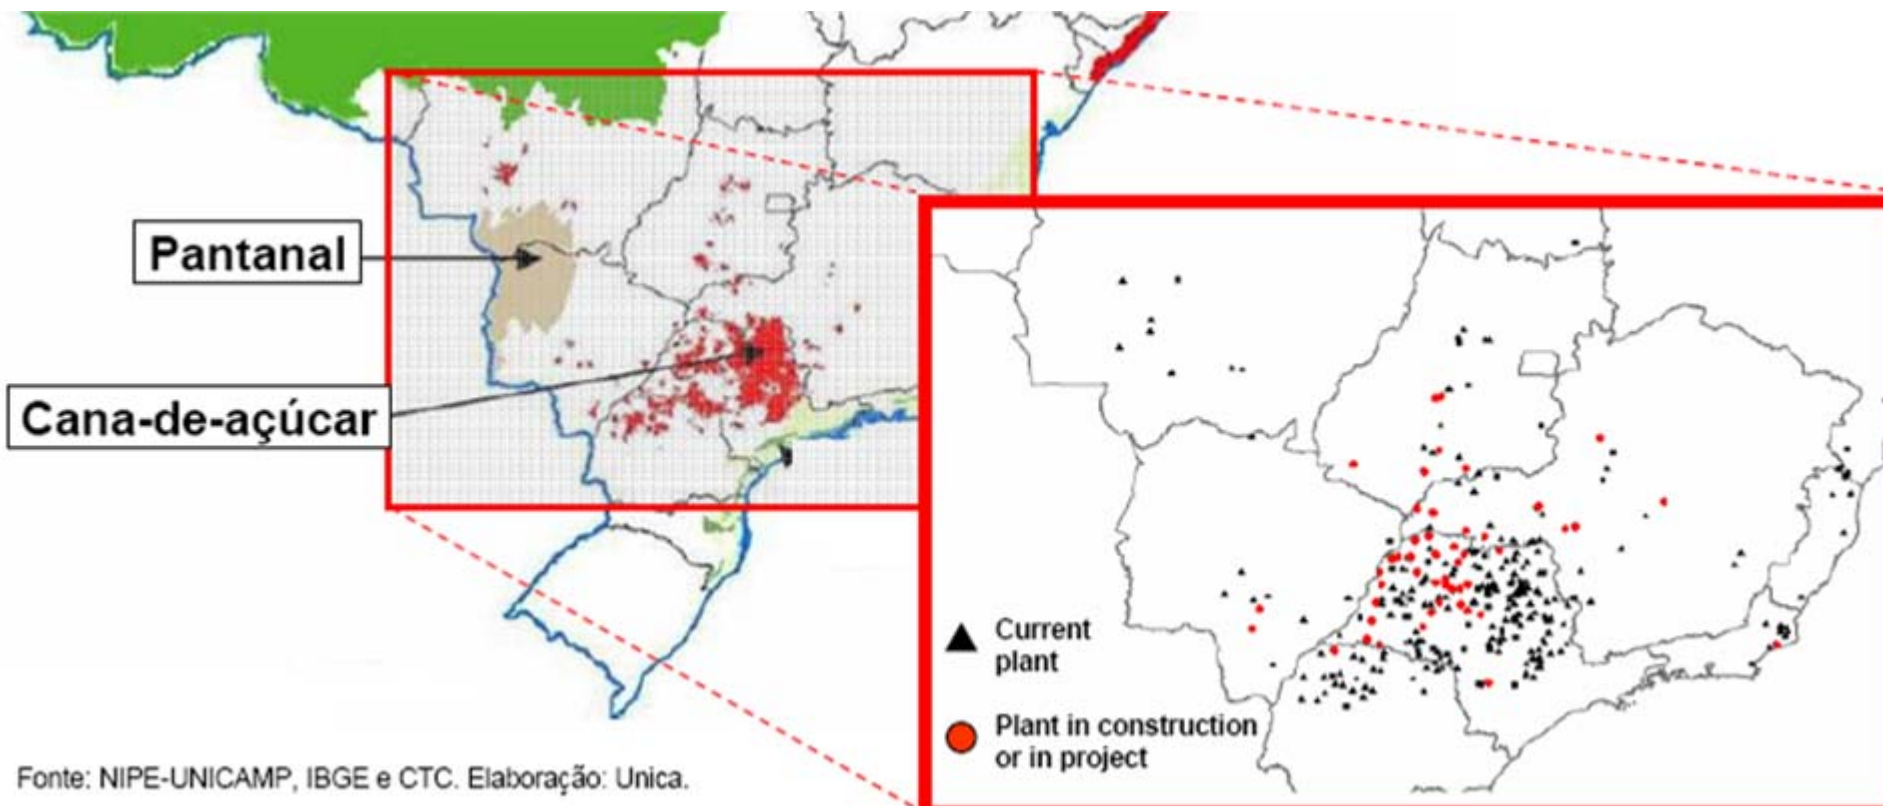 Pantanal
Cana-de-açúcar
Current
plant
Plant in construction
or in project
Fonte: NIPE-UNICAMP, IBGE e CTC. Elaboração: Unica.